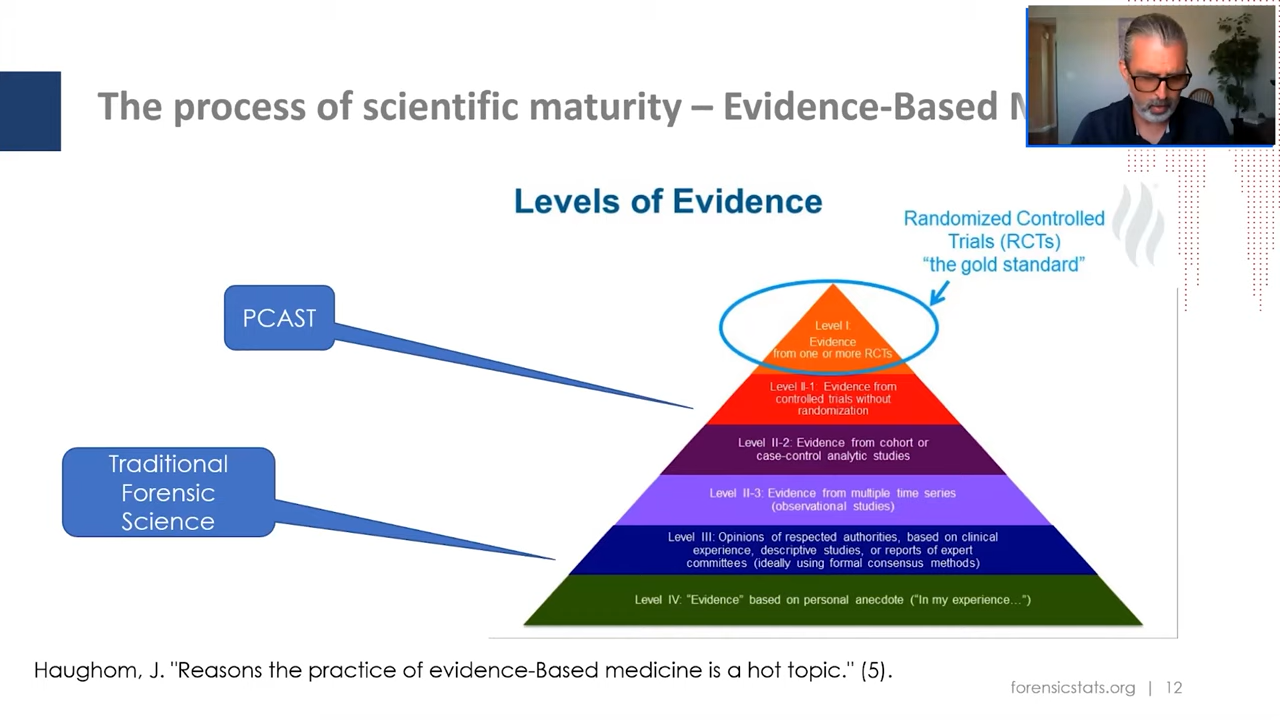 The process of scientific maturity – Evidence-Based
Levels of Evidence
Randomized Controlled
Trials (RCTs)
“the gold standard”
PCAST
Traditional
Forensic
Science
Level I:
Evidence
from one or more RCTs
Level II-1: Evidence from
controlled trials without
randomization
Level II-2: Evidence from cohort or
case-control analytic studies
Level II-3: Evidence from multiple time series
(observational studies)
Level III: Opinions of respected authorities, based on clinical
experience, descriptive studies, or reports of expert
committees (ideally using formal consensus methods)
Level IV: “Evidence” based on personal anecdote (“In my experience…”)
Haughom, J. "Reasons the practice of evidence-Based medicine is a hot topic." (5).
forensicstats.org | 12